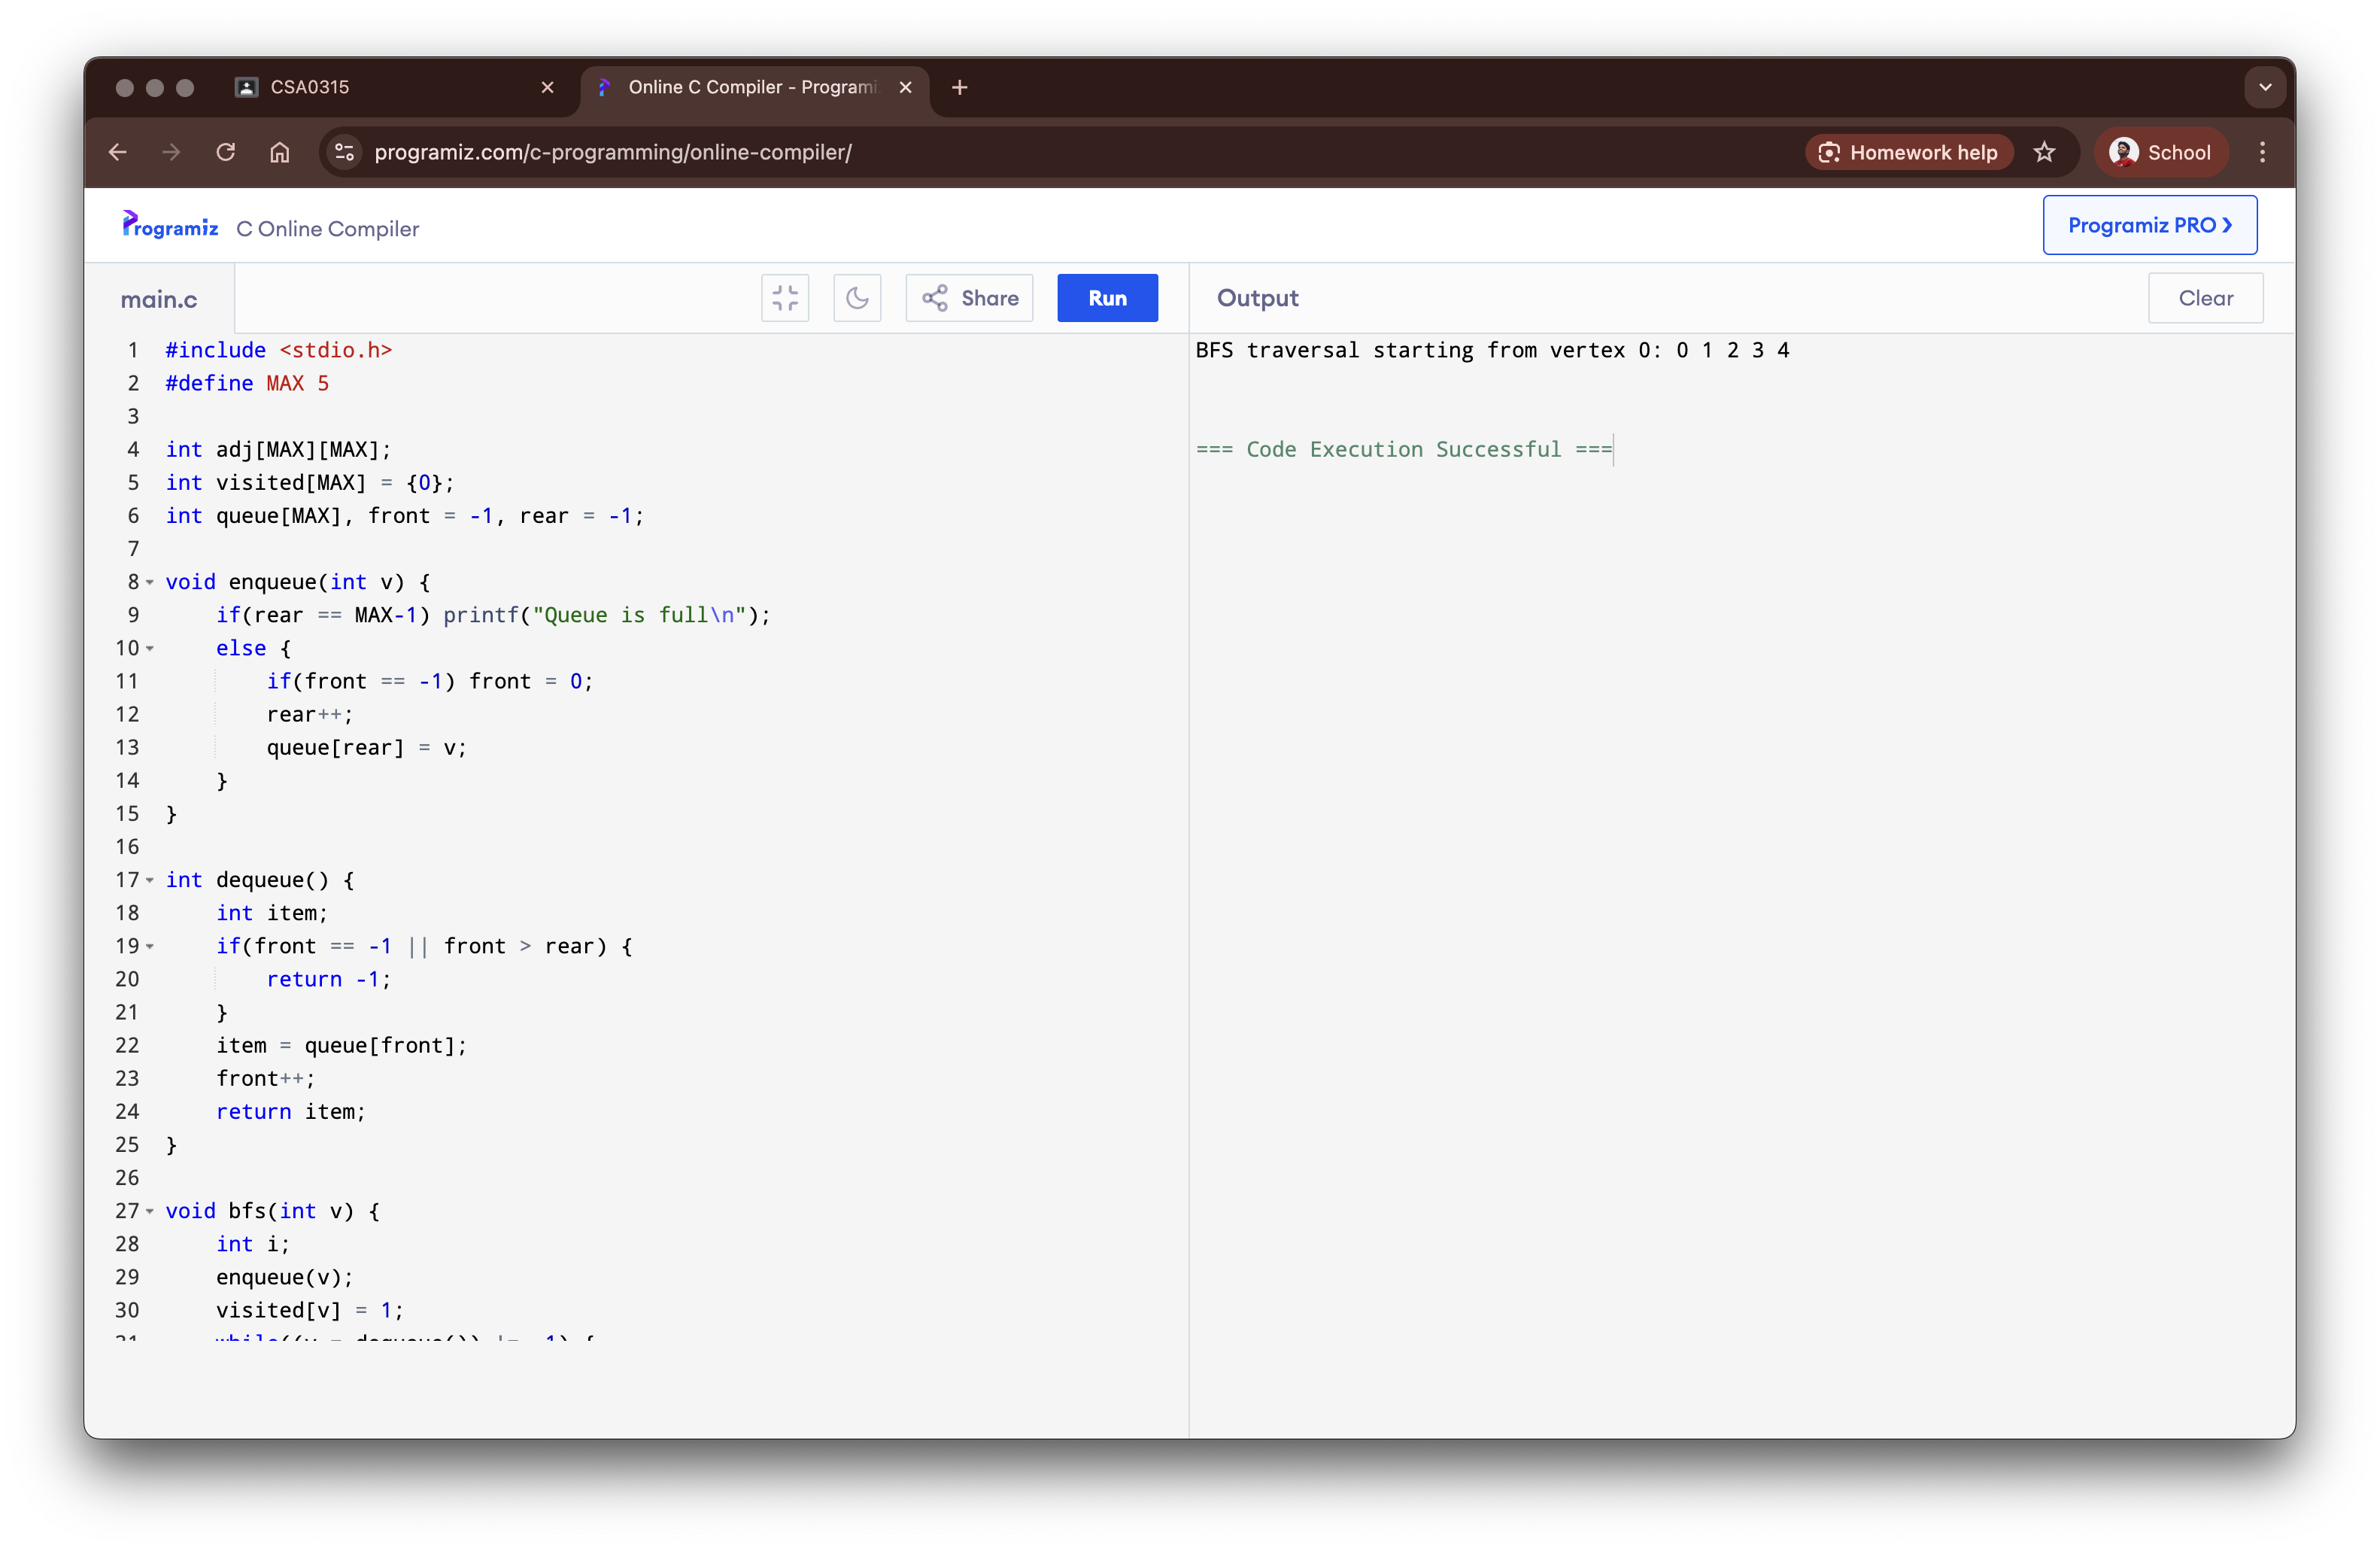 CSA0315
Online C Compiler - Programi
programiz.com/c-programming/online-compiler/
Homework help
School
Programiz
C Online Compiler
Programiz PRO
main.c
Share
Run
1 #include <stdio.h>
2 #define MAX 5
3
4 int adj[MAX][MAX];
5 int visited[MAX] = {0};
6 int queue[MAX], front = -1, rear = -1;
7
8 void enqueue(int v) {
9     if(rear == MAX-1) printf("Queue is full\n");
10     else {
11         if(front == -1) front = 0;
12         rear++;
13         queue[rear] = v;
14     }
15 }
16
17 int dequeue() {
18     int item;
19     if(front == -1 || front > rear) {
20         return -1;
21     }
22     item = queue[front];
23     front++;
24     return item;
25 }
26
27 void bfs(int v) {
28     int i;
29     enqueue(v);
30     visited[v] = 1;
31     while((v = dequeue()) != -1) {
Output
Clear
BFS traversal starting from vertex 0: 0 1 2 3 4
=== Code Execution Successful ===